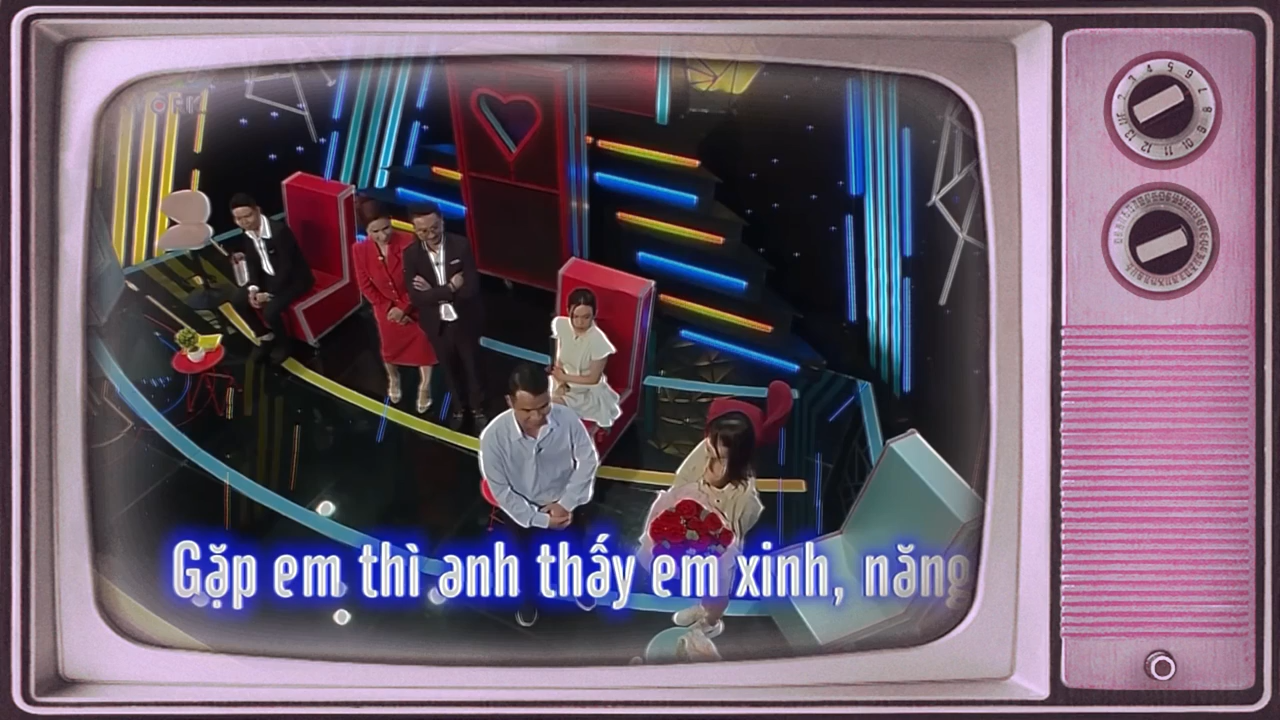 Gặp em thì anh thấy em xinh, năng